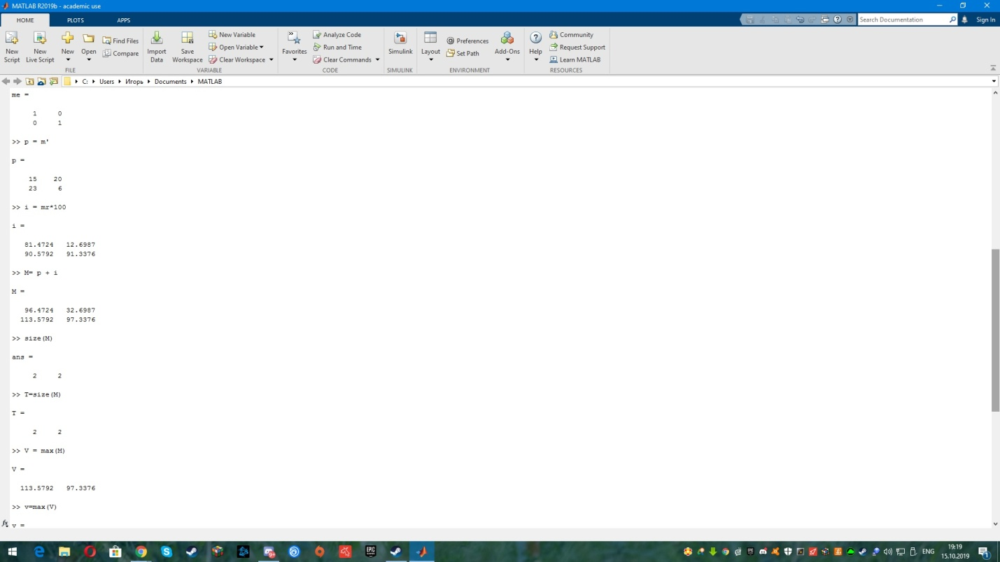 MATLAB R2019b - academic use
HOME PLOTS APPS
Search Documentation Sign In
New Script
New Live Script
New
Open
Find Files
Compare
FILE
Import Data
Save Workspace
New Variable
Open Variable
Clear Workspace
VARIABLE
Favorites
Analyze Code
Run and Time
Clear Commands
CODE
Simulink
SIMULINK
Layout
Preferences
Set Path
Add-Ons
ENVIRONMENT
Help
Community
Request Support
Learn MATLAB
RESOURCES
C: Users Игорь Documents MATLAB
me =
1 0
0 1
>> p = m'
p =
15 20
23 6
>> i = mr*100
i =
81.4724 12.6987
90.5792 91.3376
>> M= p + i
M =
96.4724 32.6987
113.5792 97.3376
>> size(M)
ans =
2 2
>> T=size(M)
T =
2 2
>> V = max(M)
V =
113.5792 97.3376
>> v=max(V)
fx v =
EPIC GAMES
ENG
19:19
15.10.2019